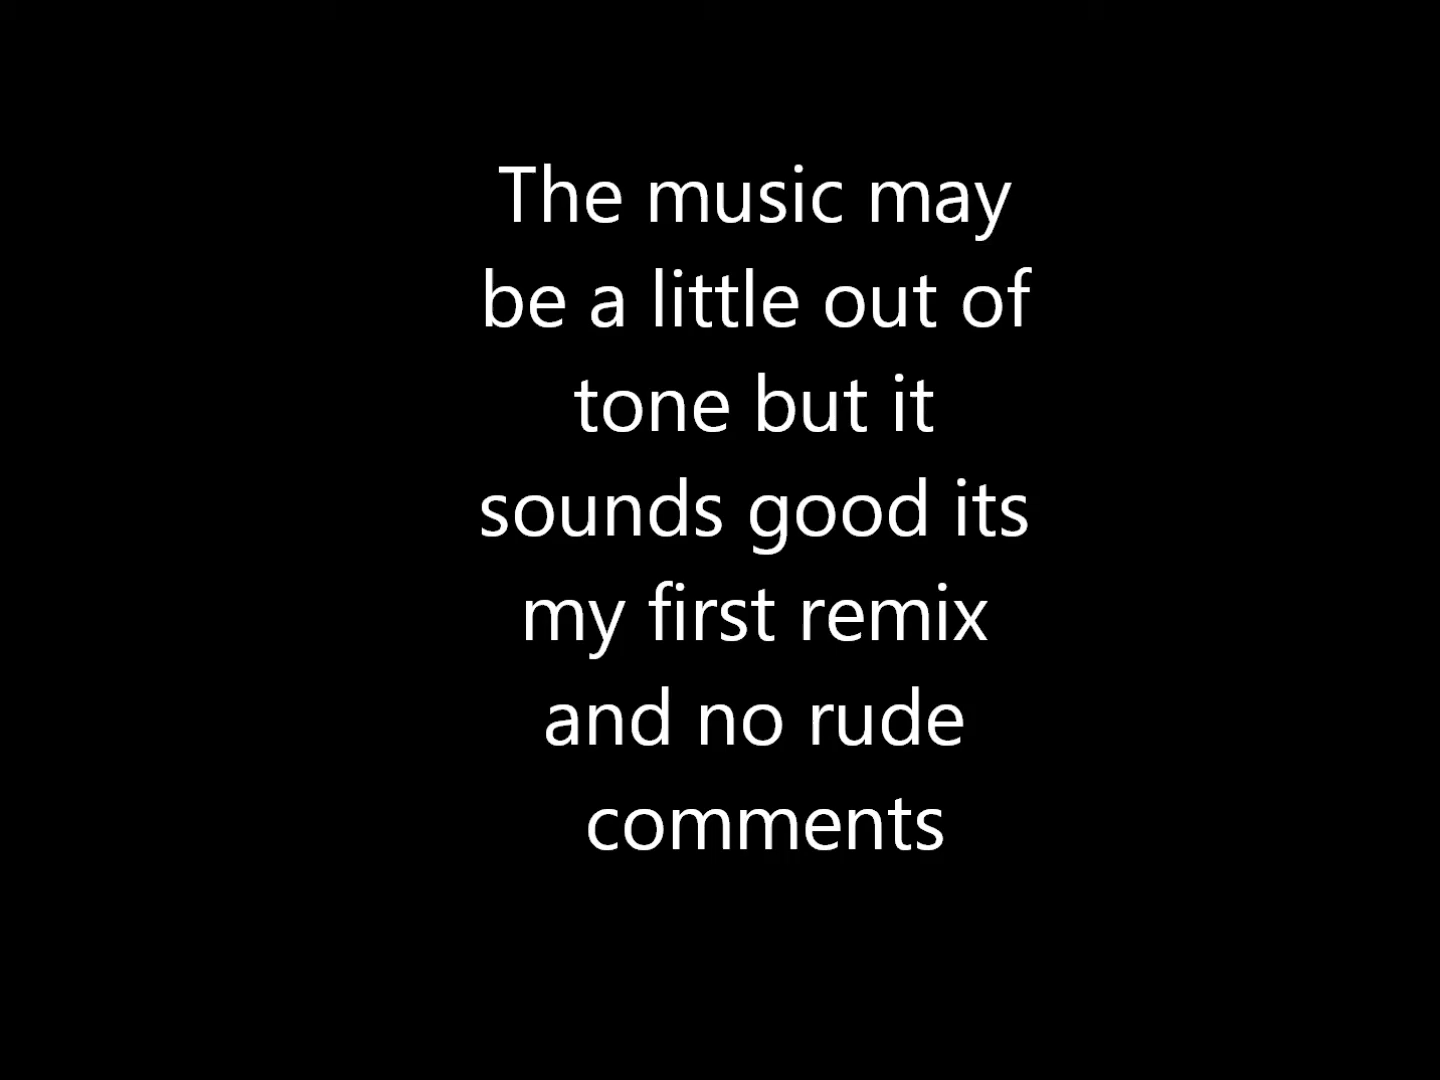 The music may
be a little out of
tone but it
sounds good its
my first remix
and no rude
comments